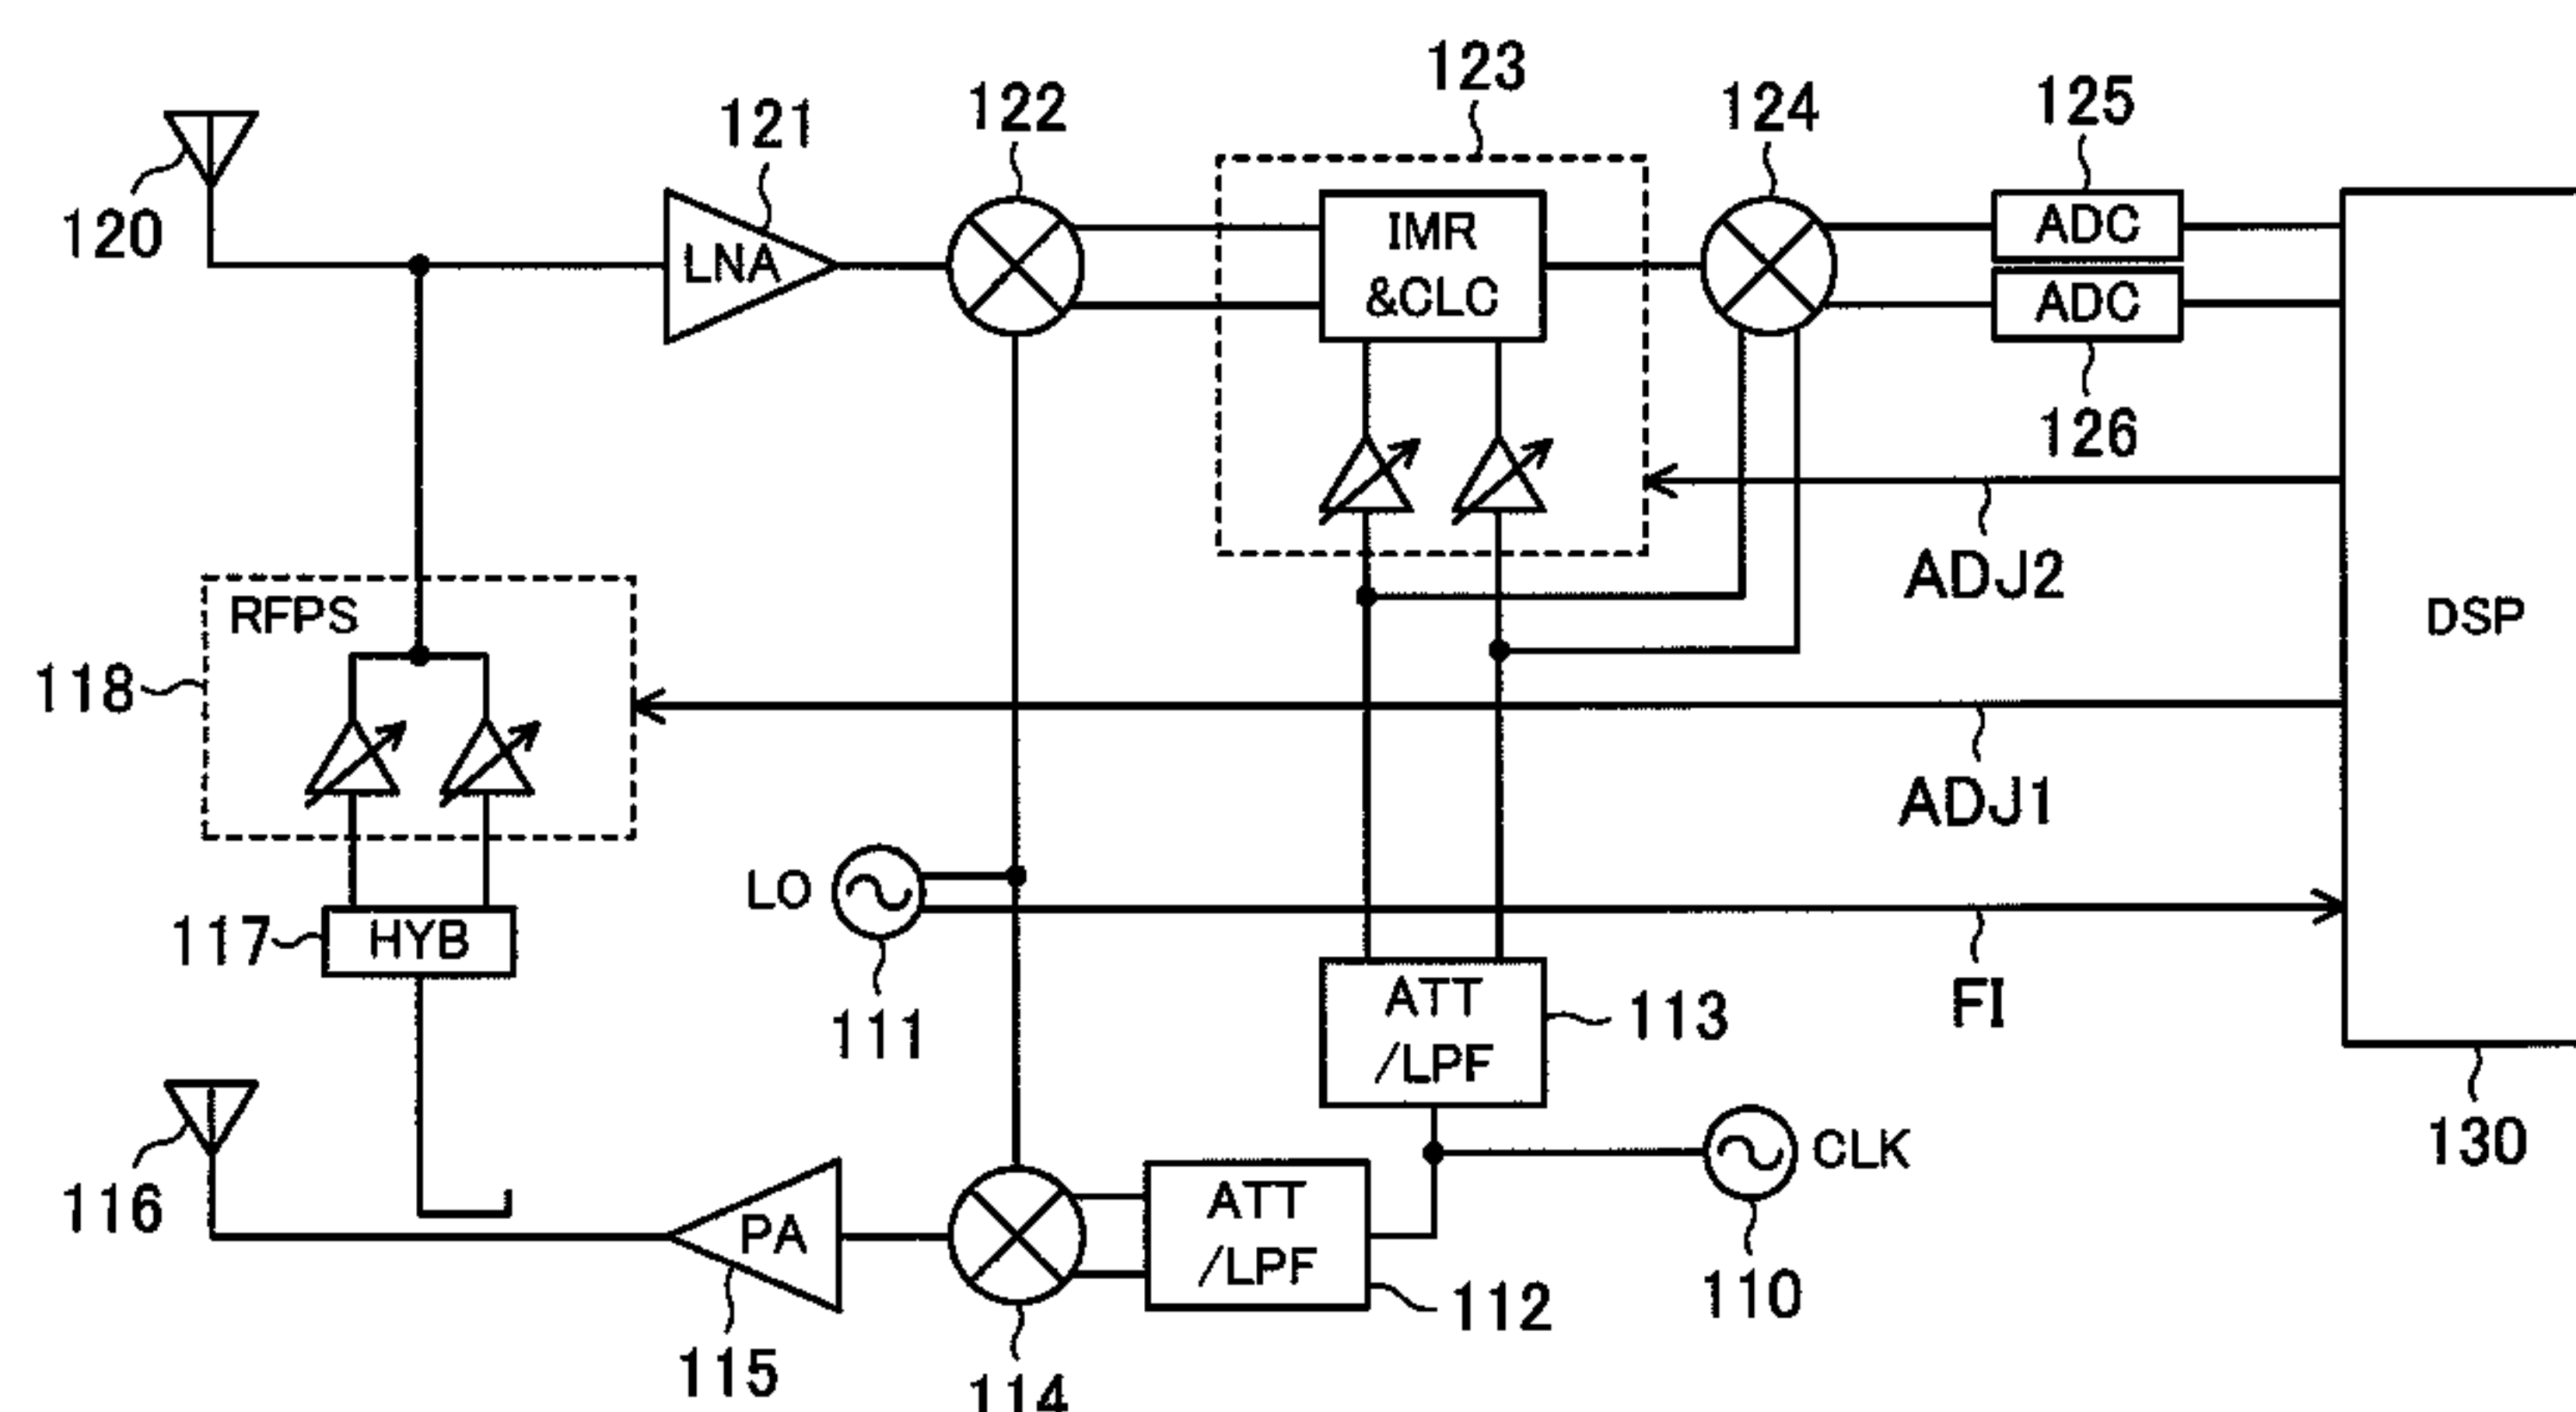 123
122
124
125
121
120
LNA
IMR
&CLC
ADC
ADC
126
ADJ2
RFPS
DSP
118
ADJ1
LO
117
HYB
111
ATT
/LPF
113
FI
116
PA
ATT
/LPF
CLK
130
112
110
115
114